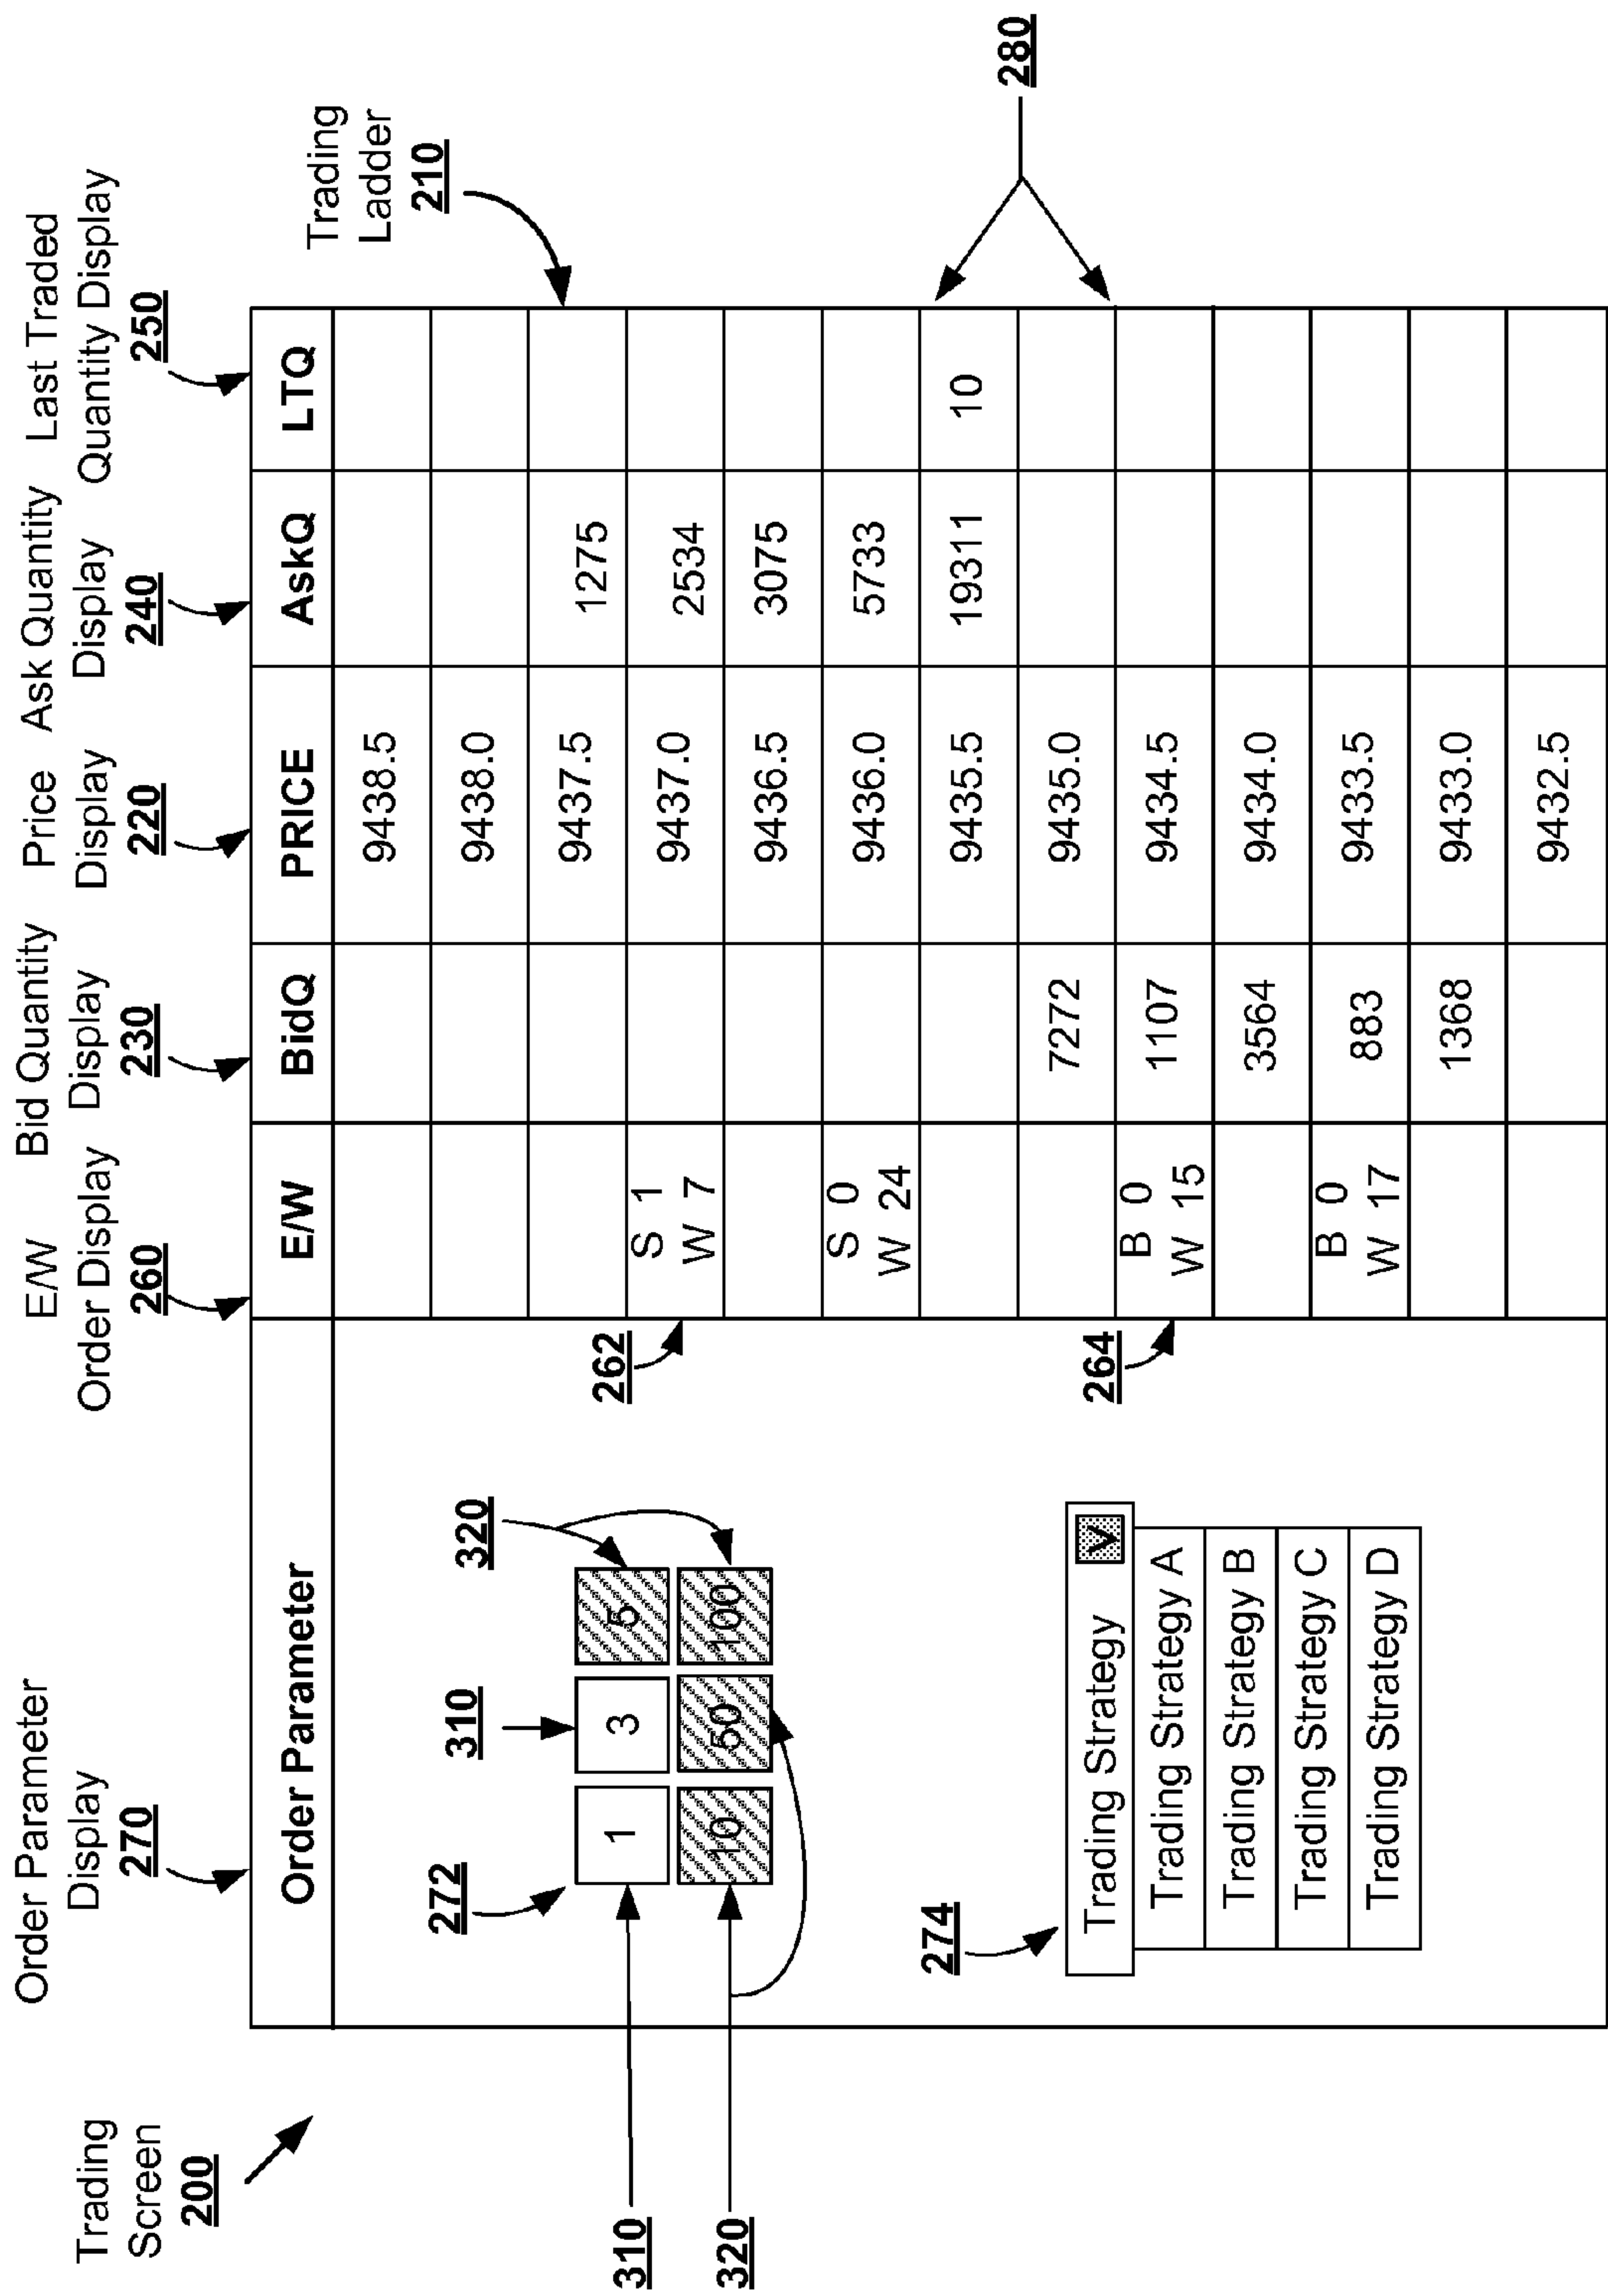 Trading
Screen
200
Order Parameter
Display
270
E/W
Order Display
260
Bid Quantity
Display
230
Price
Display
220
Ask Quantity
Display
240
Last Traded
Quantity Display
250
Trading
Ladder
210
Order Parameter E/W BidQ PRICE AskQ LTQ
9438.5
9438.0
9437.5 1275
S 1
W 7 9437.0 2534
9436.5 3075
S 0
W 24 9436.0 5733
9435.5 19311 10
7272 9435.0
B 0
W 15 1107 9434.5
3564 9434.0
B 0
W 17 883 9433.5
1368 9433.0
9432.5
262
264
280
272
310
320
1 3 5
10 50 100
310
320
274
Trading Strategy V
Trading Strategy A
Trading Strategy B
Trading Strategy C
Trading Strategy D